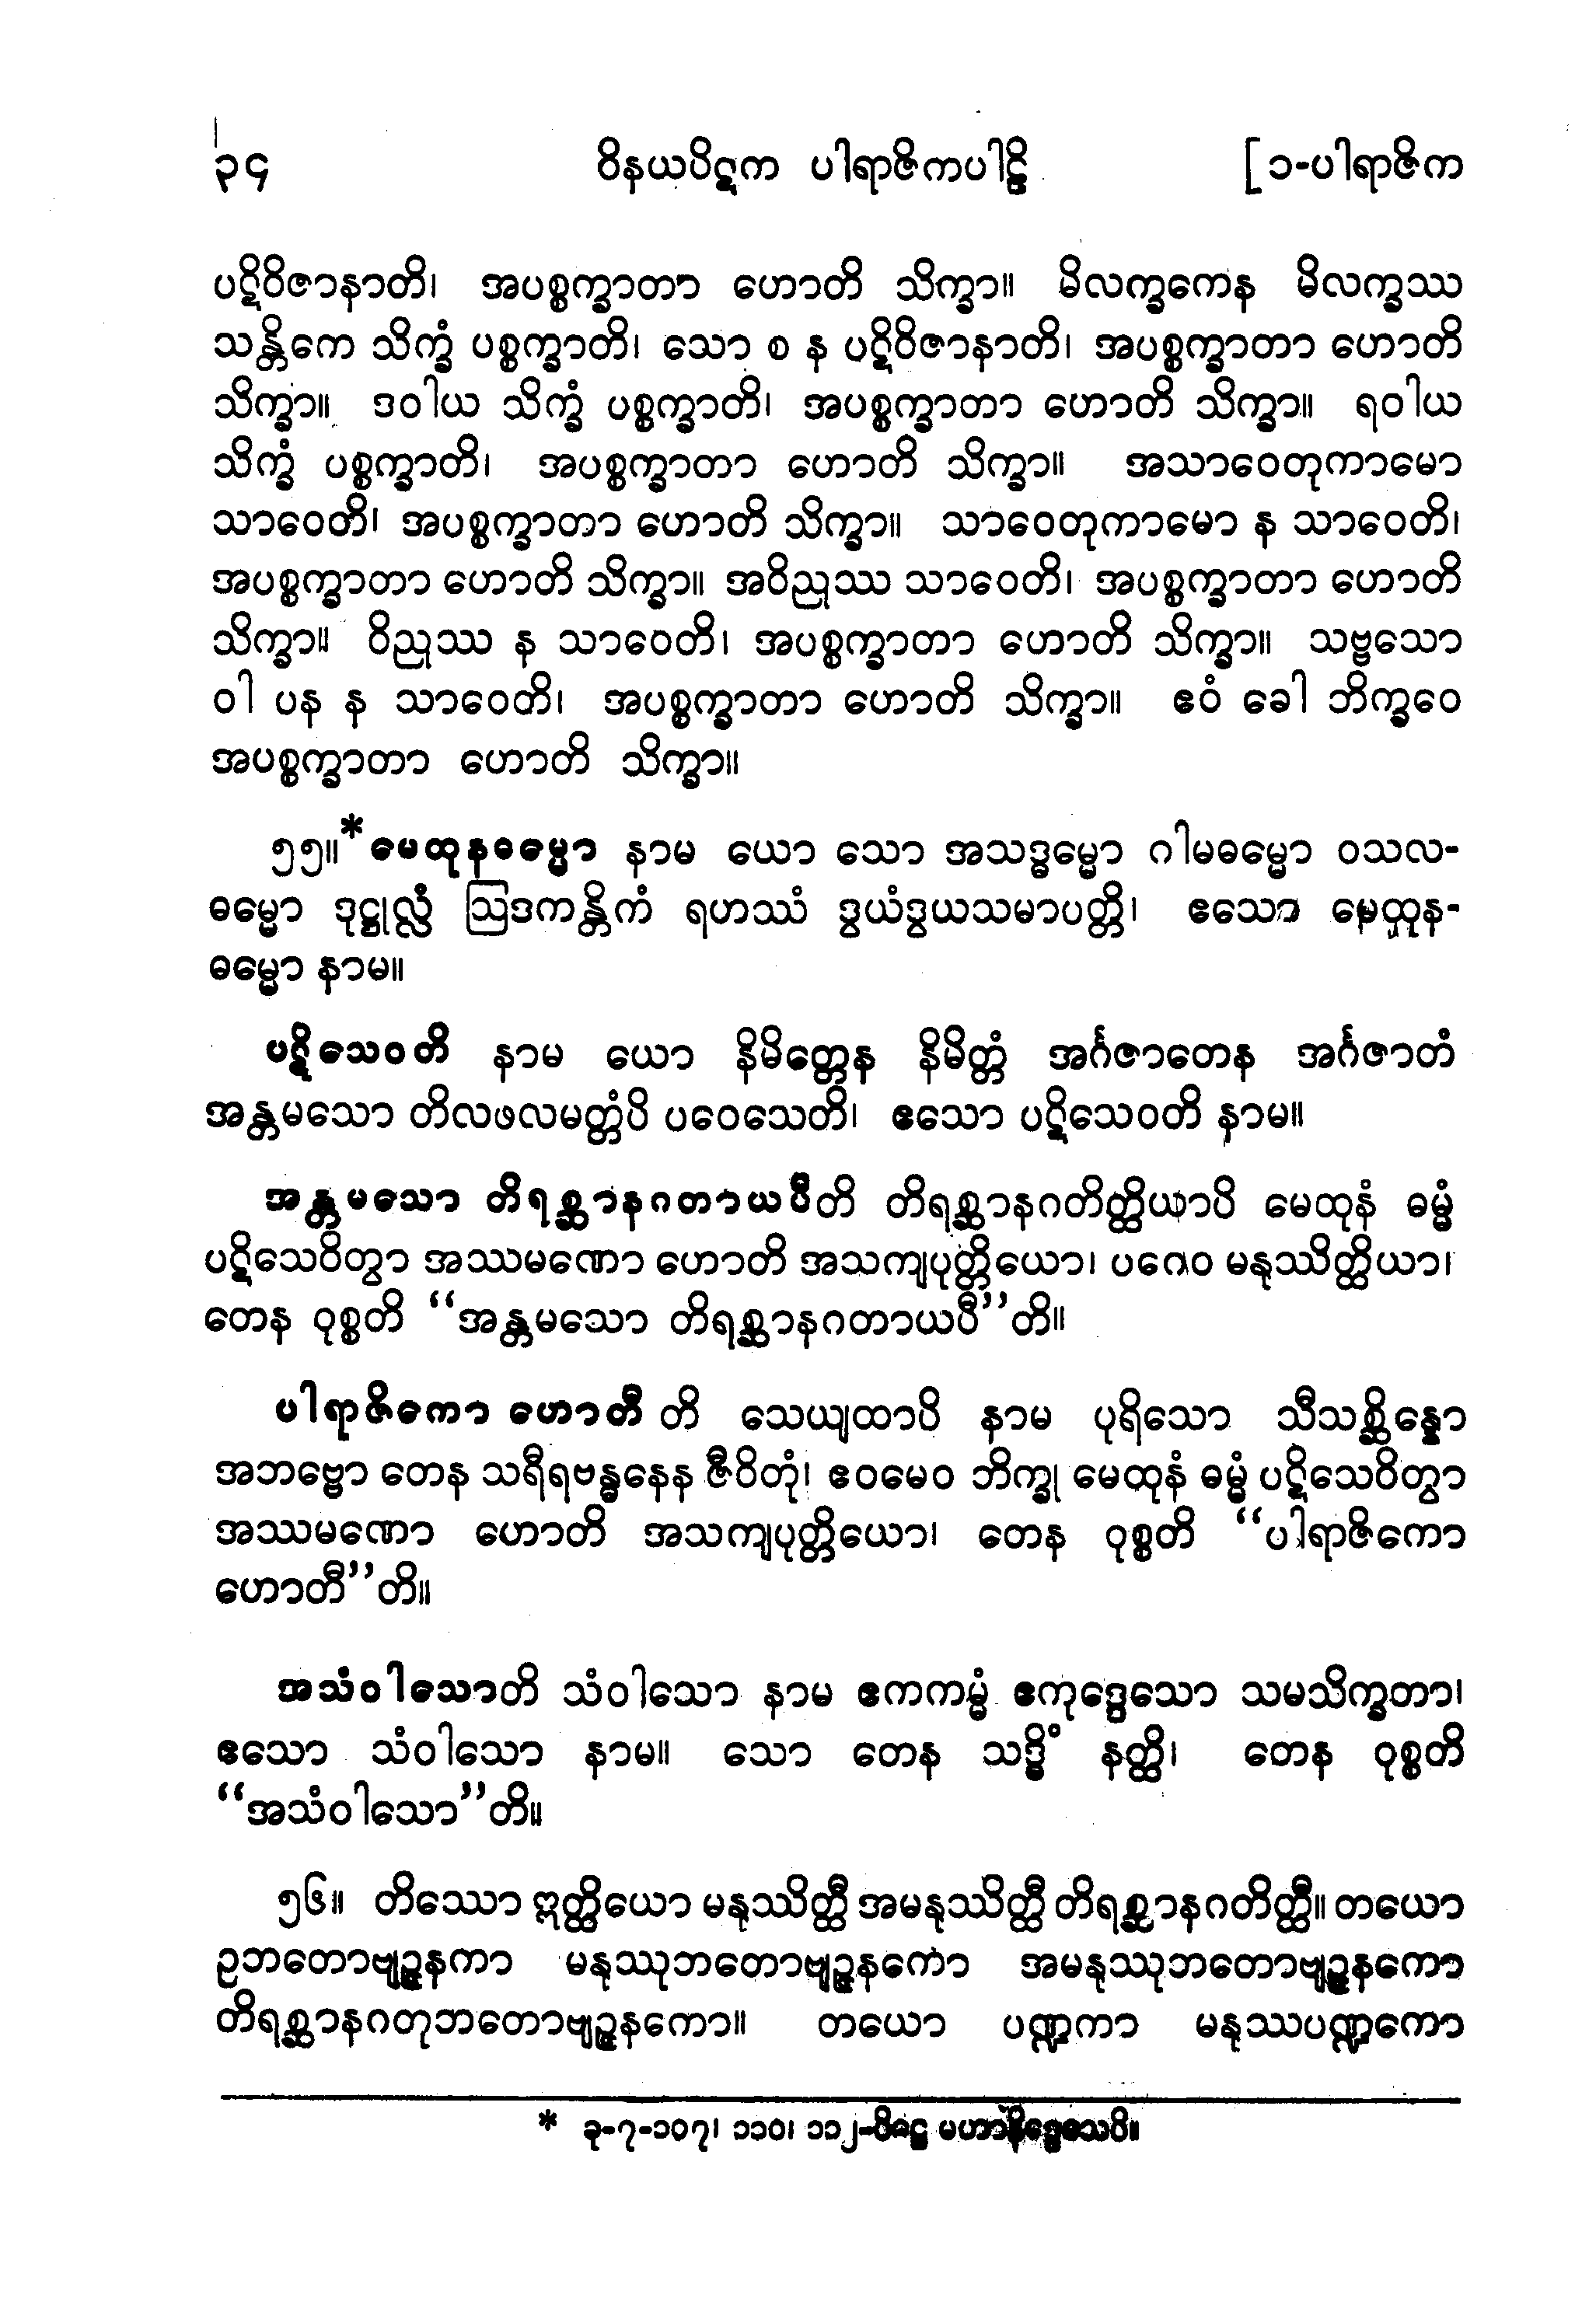 ၃၄ ဝိနယပိဋက ပါရာဇိကပါဠိ [ ၁-ပါရာဇိက
ပဋိဝိဇာနာတိ၊ အပစ္စက္ခာတာ ဟောတိ သိက္ခာ။ မိလက္ခကေန မိလက္ခဿ
သန္တိကေ သိက္ခံ ပစ္စက္ခာတိ၊ သော စ န ပဋိဝိဇာနာတိ၊ အပစ္စက္ခာတာ ဟောတိ
သိက္ခာ။ ဒဝါယ သိက္ခံ ပစ္စက္ခာတိ၊ အပစ္စက္ခာတာ ဟောတိ သိက္ခာ။ ရဝါယ
သိက္ခံ ပစ္စက္ခာတိ၊ အပစ္စက္ခာတာ ဟောတိ သိက္ခာ။ အသာဝေတုကာမော
သာဝေတိ၊ အပစ္စက္ခာတာ ဟောတိ သိက္ခာ။ သာဝေတုကာမော န သာဝေတိ၊
အပစ္စက္ခာတာ ဟောတိ သိက္ခာ။ အဝိညုဿ သာဝေတိ၊ အပစ္စက္ခာတာ ဟောတိ
သိက္ခာ။ ဝိညုဿ န သာဝေတိ၊ အပစ္စက္ခာတာ ဟောတိ သိက္ခာ။ သဗ္ဗသော
ဝါ ပန န သာဝေတိ၊ အပစ္စက္ခာတာ ဟောတိ သိက္ခာ။ ဧဝံ ခေါ ဘိက္ခဝေ
အပစ္စက္ခာတာ ဟောတိ သိက္ခာ။
၅၅။*မေထုနဓမ္မော နာမ ယော သော အသဒ္ဓမ္မော ဂါမဓမ္မော ဝသလ-
ဓမ္မော ဒုဋ္ဌုလ္လံ ဩဒကန္တိကံ ရဟဿံ ဒွယံဒွယသမာပတ္တိ၊ ဧသော မေထုန-
ဓမ္မော နာမ။
ပဋိသေဝတိ နာမ ယော နိမိတ္တေန နိမိတ္တံ အင်္ဂဇာတေန အင်္ဂဇာတံ
အန္တမသော တိလဖလမတ္တံပိ ပဝေသေတိ၊ ဧသော ပဋိသေဝတိ နာမ။
အန္တမသော တိရစ္ဆာနဂတာယပီတိ တိရစ္ဆာနဂတိတ္ထိယာပိ မေထုနံ ဓမ္မံ
ပဋိသေဝိတွာ အဿမဏော ဟောတိ အသကျပုတ္တိယော၊ ပဂေဝ မနုဿိတ္ထိယာ၊
တေန ဝုစ္စတိ “အန္တမသော တိရစ္ဆာနဂတာယပီ”တိ။
ပါရာဇိကော ဟောတီ တိ သေယျထာပိ နာမ ပုရိသော သီသစ္ဆိန္နော
အဘဗ္ဗော တေန သရီရဗန္ဓနေန ဇီဝိတုံ၊ ဧဝမေဝ ဘိက္ခု မေထုနံ ဓမ္မံ ပဋိသေဝိတွာ
အဿမဏော ဟောတိ အသကျပုတ္တိယော၊ တေန ဝုစ္စတိ “ပါရာဇိကော
ဟောတီ”တိ။
အသံဝါသောတိ သံဝါသော နာမ ဧကကမ္မံ ဧကုဒ္ဒေသော သမသိက္ခတာ၊
ဧသော သံဝါသော နာမ။ သော တေန သဒ္ဓိံ နတ္ထိ၊ တေန ဝုစ္စတိ
“အသံဝါသော”တိ။
၅၆။ တိဿော ဣတ္ထိယော မနုဿိတ္ထီ အမနုဿိတ္ထီ တိရစ္ဆာနဂတိတ္ထီ။ တယော
ဥဘတောဗျဉ္ဇနကာ မနုဿုဘတောဗျဉ္ဇနကော အမနုဿုဘတောဗျဉ္ဇနကော
တိရစ္ဆာနဂတုဘတောဗျဉ္ဇနကော။ တယော ပဏ္ဍကာ မနုဿပဏ္ဍကော
* ခု-၇-၁၀၇၊ ၁၁၀၊ ၁၁၂-ပိဋ္ဌေ မဟာနိဒ္ဒေသေပိ။